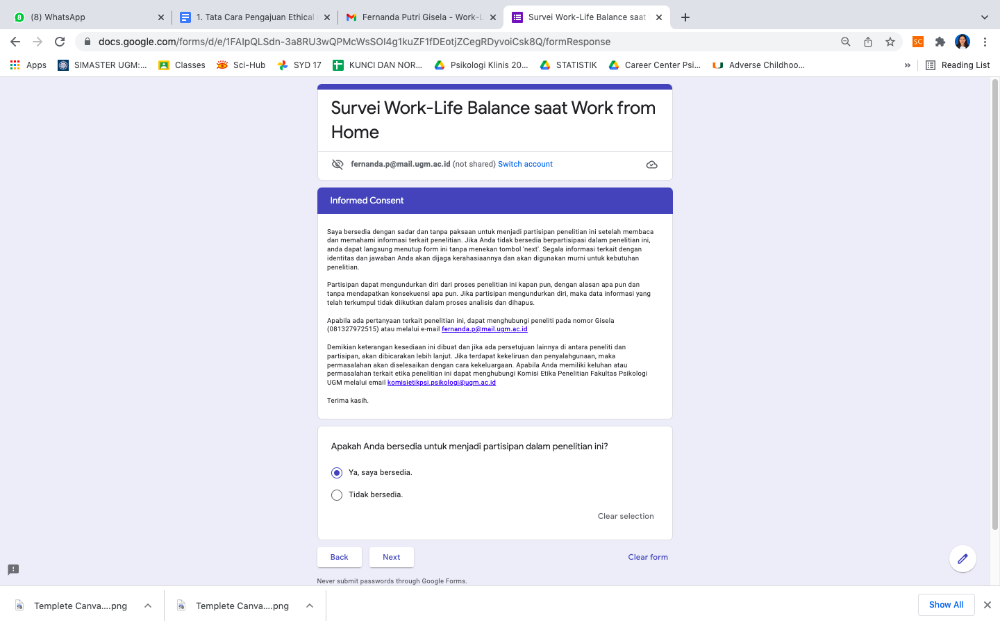 (8) WhatsApp
1. Tata Cara Pengajuan Ethical
Fernanda Putri Gisela - Work-L
Survei Work-Life Balance saat
docs.google.com/forms/d/e/1FAIpQLSdn-3a8RU3wQPMcWsSOI4g1kuZF1fDEotjZCegRDyvoiCsk8Q/formResponse
SC
Apps
SIMASTER UGM:...
Classes
Sci-Hub
SYD 17
KUNCI DAN NOR...
Psikologi Klinis 20...
STATISTIK
Career Center Psi...
Adverse Childhoo...
»
Reading List
Survei Work-Life Balance saat Work from
Home
fernanda.p@mail.ugm.ac.id (not shared) Switch account
Informed Consent
Saya bersedia dengan sadar dan tanpa paksaan untuk menjadi partisipan penelitian ini setelah membaca
dan memahami informasi terkait penelitian. Jika Anda tidak bersedia berpartisipasi dalam penelitian ini,
anda dapat langsung menutup form ini tanpa menekan tombol 'next'. Segala informasi terkait dengan
identitas dan jawaban Anda akan dijaga kerahasiaannya dan akan digunakan murni untuk kebutuhan
penelitian.
Partisipan dapat mengundurkan diri dari proses penelitian ini kapan pun, dengan alasan apa pun dan
tanpa mendapatkan konsekuensi apa pun. Jika partisipan mengundurkan diri, maka data informasi yang
telah terkumpul tidak diikutkan dalam proses analisis dan dihapus.
Apabila ada pertanyaan terkait penelitian ini, dapat menghubungi peneliti pada nomor Gisela
(081327972515) atau melalui e-mail fernanda.p@mail.ugm.ac.id
Demikian keterangan kesediaan ini dibuat dan jika ada persetujuan lainnya di antara peneliti dan
partisipan, akan dibicarakan lebih lanjut. Jika terdapat kekeliruan dan penyalahgunaan, maka
permasalahan akan diselesaikan dengan cara kekeluargaan. Apabila Anda memiliki keluhan atau
permasalahan terkait etika penelitian ini dapat menghubungi Komisi Etika Penelitian Fakultas Psikologi
UGM melalui email komisietikpsi.psikologi@ugm.ac.id
Terima kasih.
Apakah Anda bersedia untuk menjadi partisipan dalam penelitian ini?
Ya, saya bersedia.
Tidak bersedia.
Clear selection
Back
Next
Clear form
Never submit passwords through Google Forms.
Templete Canva....png
Templete Canva....png
Show All